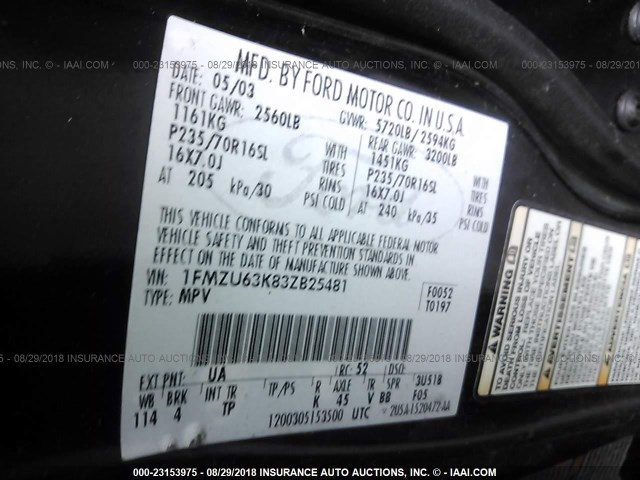 000-23153975 - 08/29/2018 INSURANCE AUTO AUCTIONS, INC. - © - IAAI.COM
MFD. BY FORD MOTOR CO. IN U.S.A.
DATE: 05/03 GVWR: 5720LB/ 2594KG
FRONT GAWR: 2560LB REAR GAWR: 3200LB
1161KG WITH 1451KG WITH
P235/70R16SL TIRES P235/70R16SL TIRES
16X7.0J RIMS 16X7.0J RIMS
AT 205 kPa/30 PSI COLD AT 240 kPa/35 PSI COLD
THIS VEHICLE CONFORMS TO ALL APPLICABLE FEDERAL MOTOR
VEHICLE SAFETY AND THEFT PREVENTION STANDARDS IN
EFFECT ON THE DATE OF MANUFACTURE SHOWN ABOVE.
VIN: 1FMZU63K83ZB25481
TYPE: MPV
F0052
T0197
EXT PNT: UA RC: 52 DSO:
WB BRK INT TR TP/PS R AXLE TR SPR 3U51B
114 4 TP K 45 V BB F05
1200305153500 UTC
000-23153975 - 08/29/2018 INSURANCE AUTO AUCTIONS, INC. - © - IAAI.COM
000-23153975 - 08/29/2018 INSURANCE AUTO AUCTIONS, INC. - © - IAAI.COM